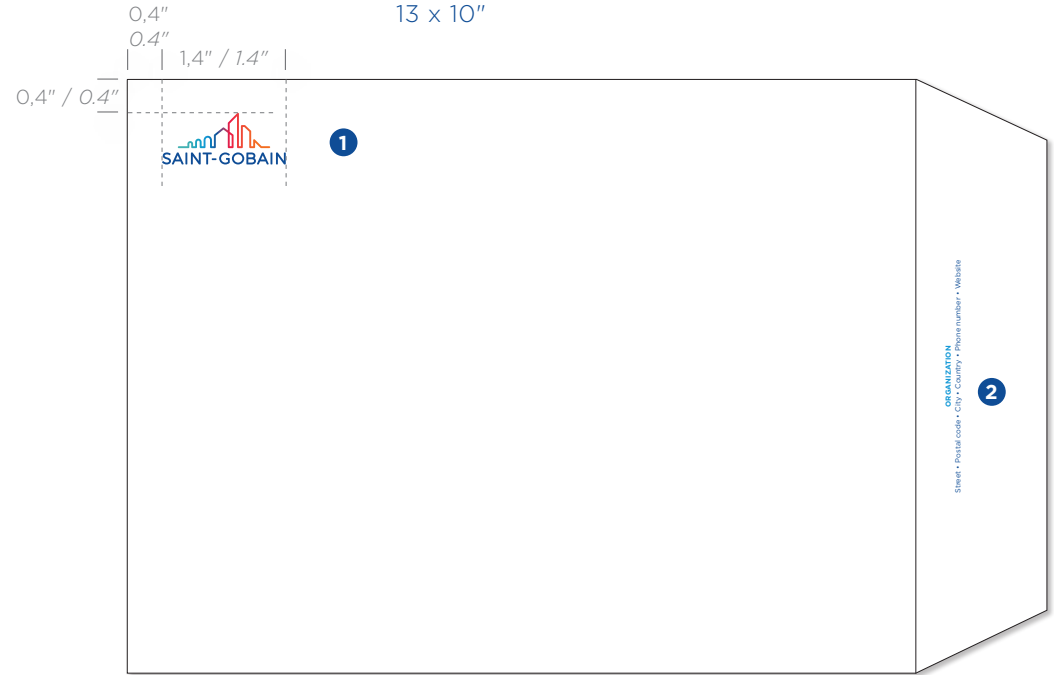 0,4"
0.4"
13 x 10"
1,4" / 1.4"
0,4" / 0.4"
SAINT-GOBAIN
1
ORGANIZATION
Street • Postal code • City • Country • Phone number • Website
2